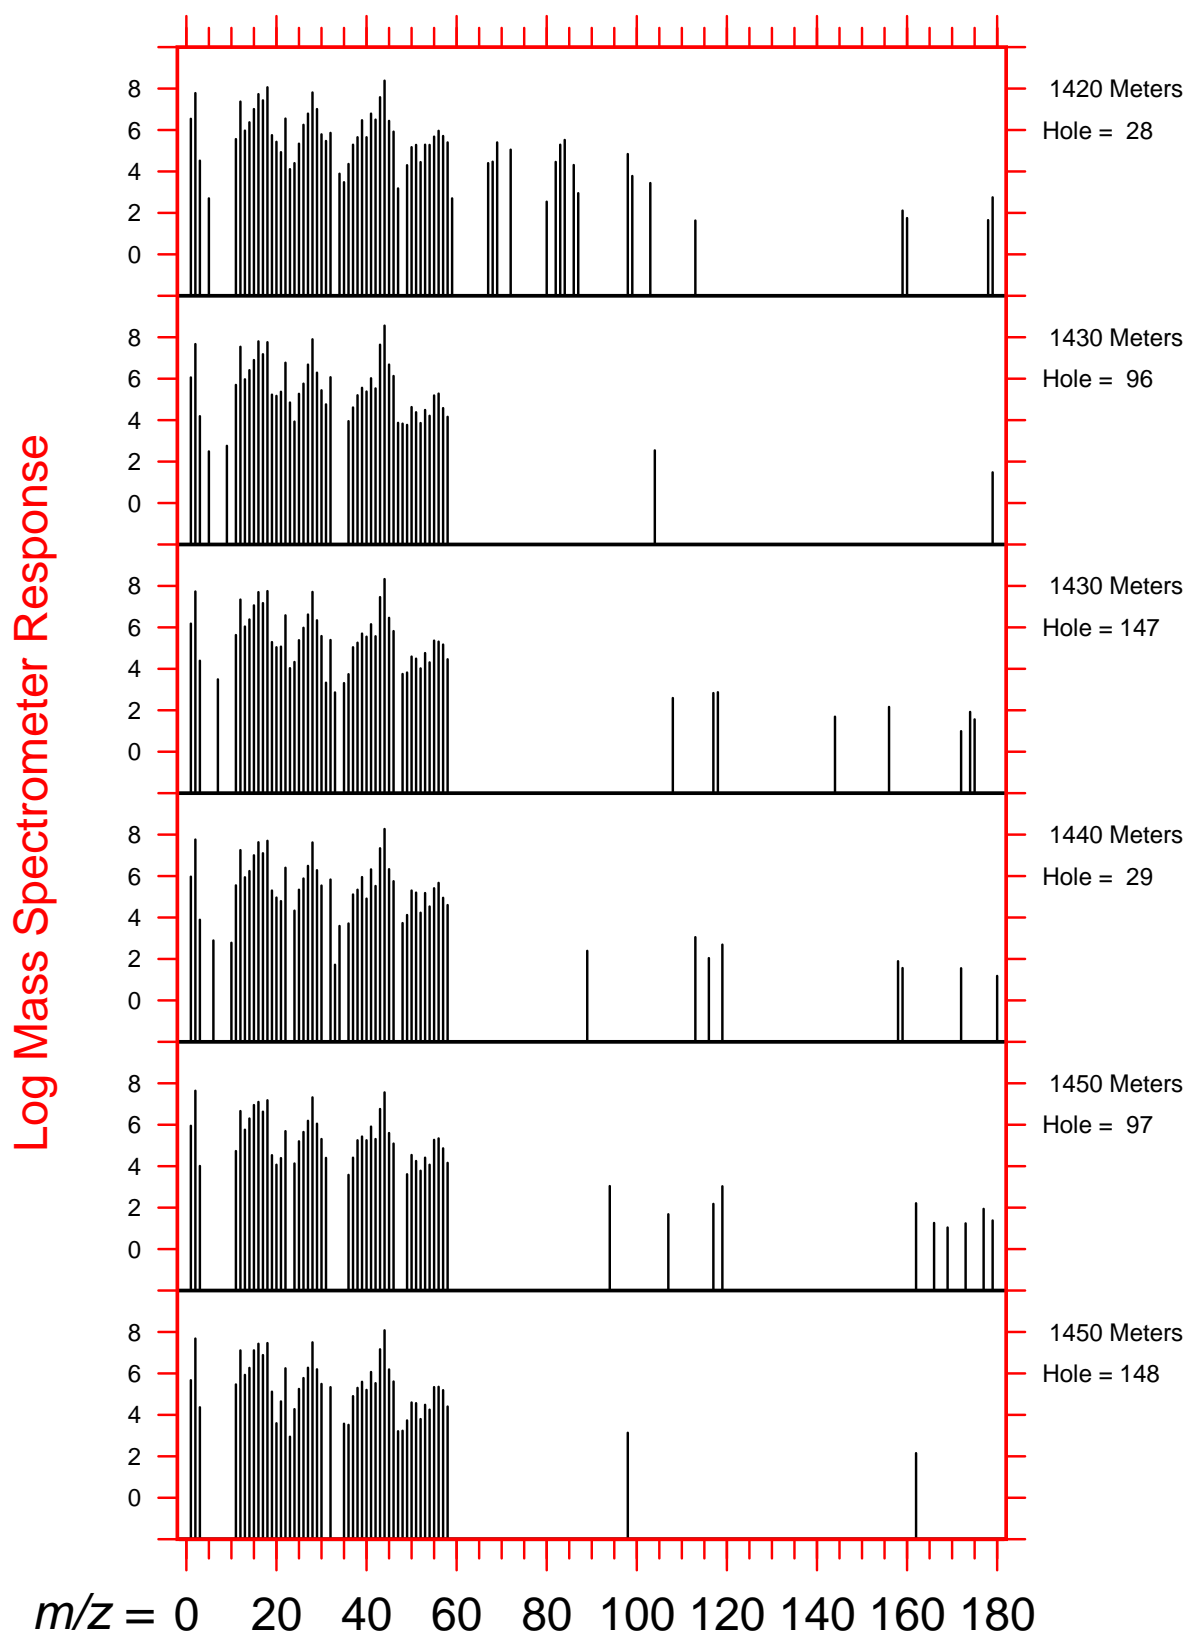 8
6
4
2
0
1420 Meters
Hole = 28
8
6
4
2
0
1430 Meters
Hole = 96
8
6
4
2
0
1430 Meters
Hole = 147
8
6
4
2
0
1440 Meters
Hole = 29
8
6
4
2
0
1450 Meters
Hole = 97
8
6
4
2
0
1450 Meters
Hole = 148
Log Mass Spectrometer Response
m/z = 0 20 40 60 80 100 120 140 160 180